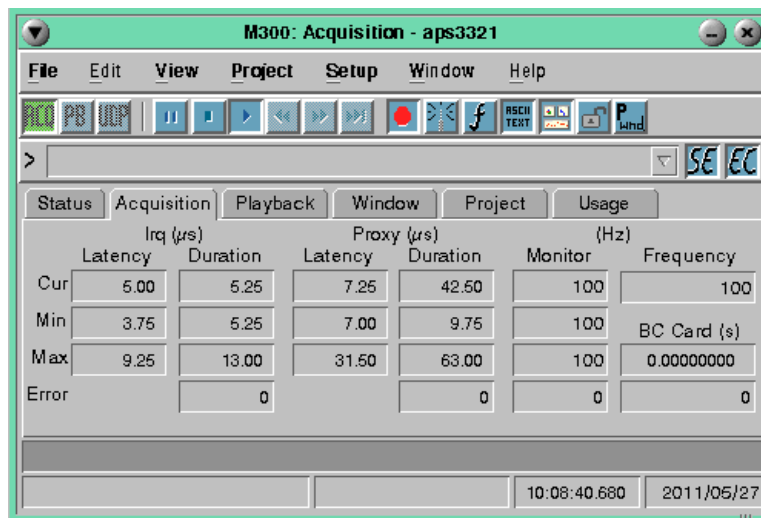 M300: Acquisition - aps3321
File Edit View Project Setup Window Help
ACQ PB UDP f ASCII TEXT P Wnd
> SE EC
Status Acquisition Playback Window Project Usage
Irq (µs) Proxy (µs) (Hz)
Latency Duration Latency Duration Monitor Frequency
Cur 5.00 5.25 7.25 42.50 100 100
Min 3.75 5.25 7.00 9.75 100 BC Card (s)
Max 9.25 13.00 31.50 63.00 100 0.00000000
Error 0 0 0 0
10:08:40.680 2011/05/27